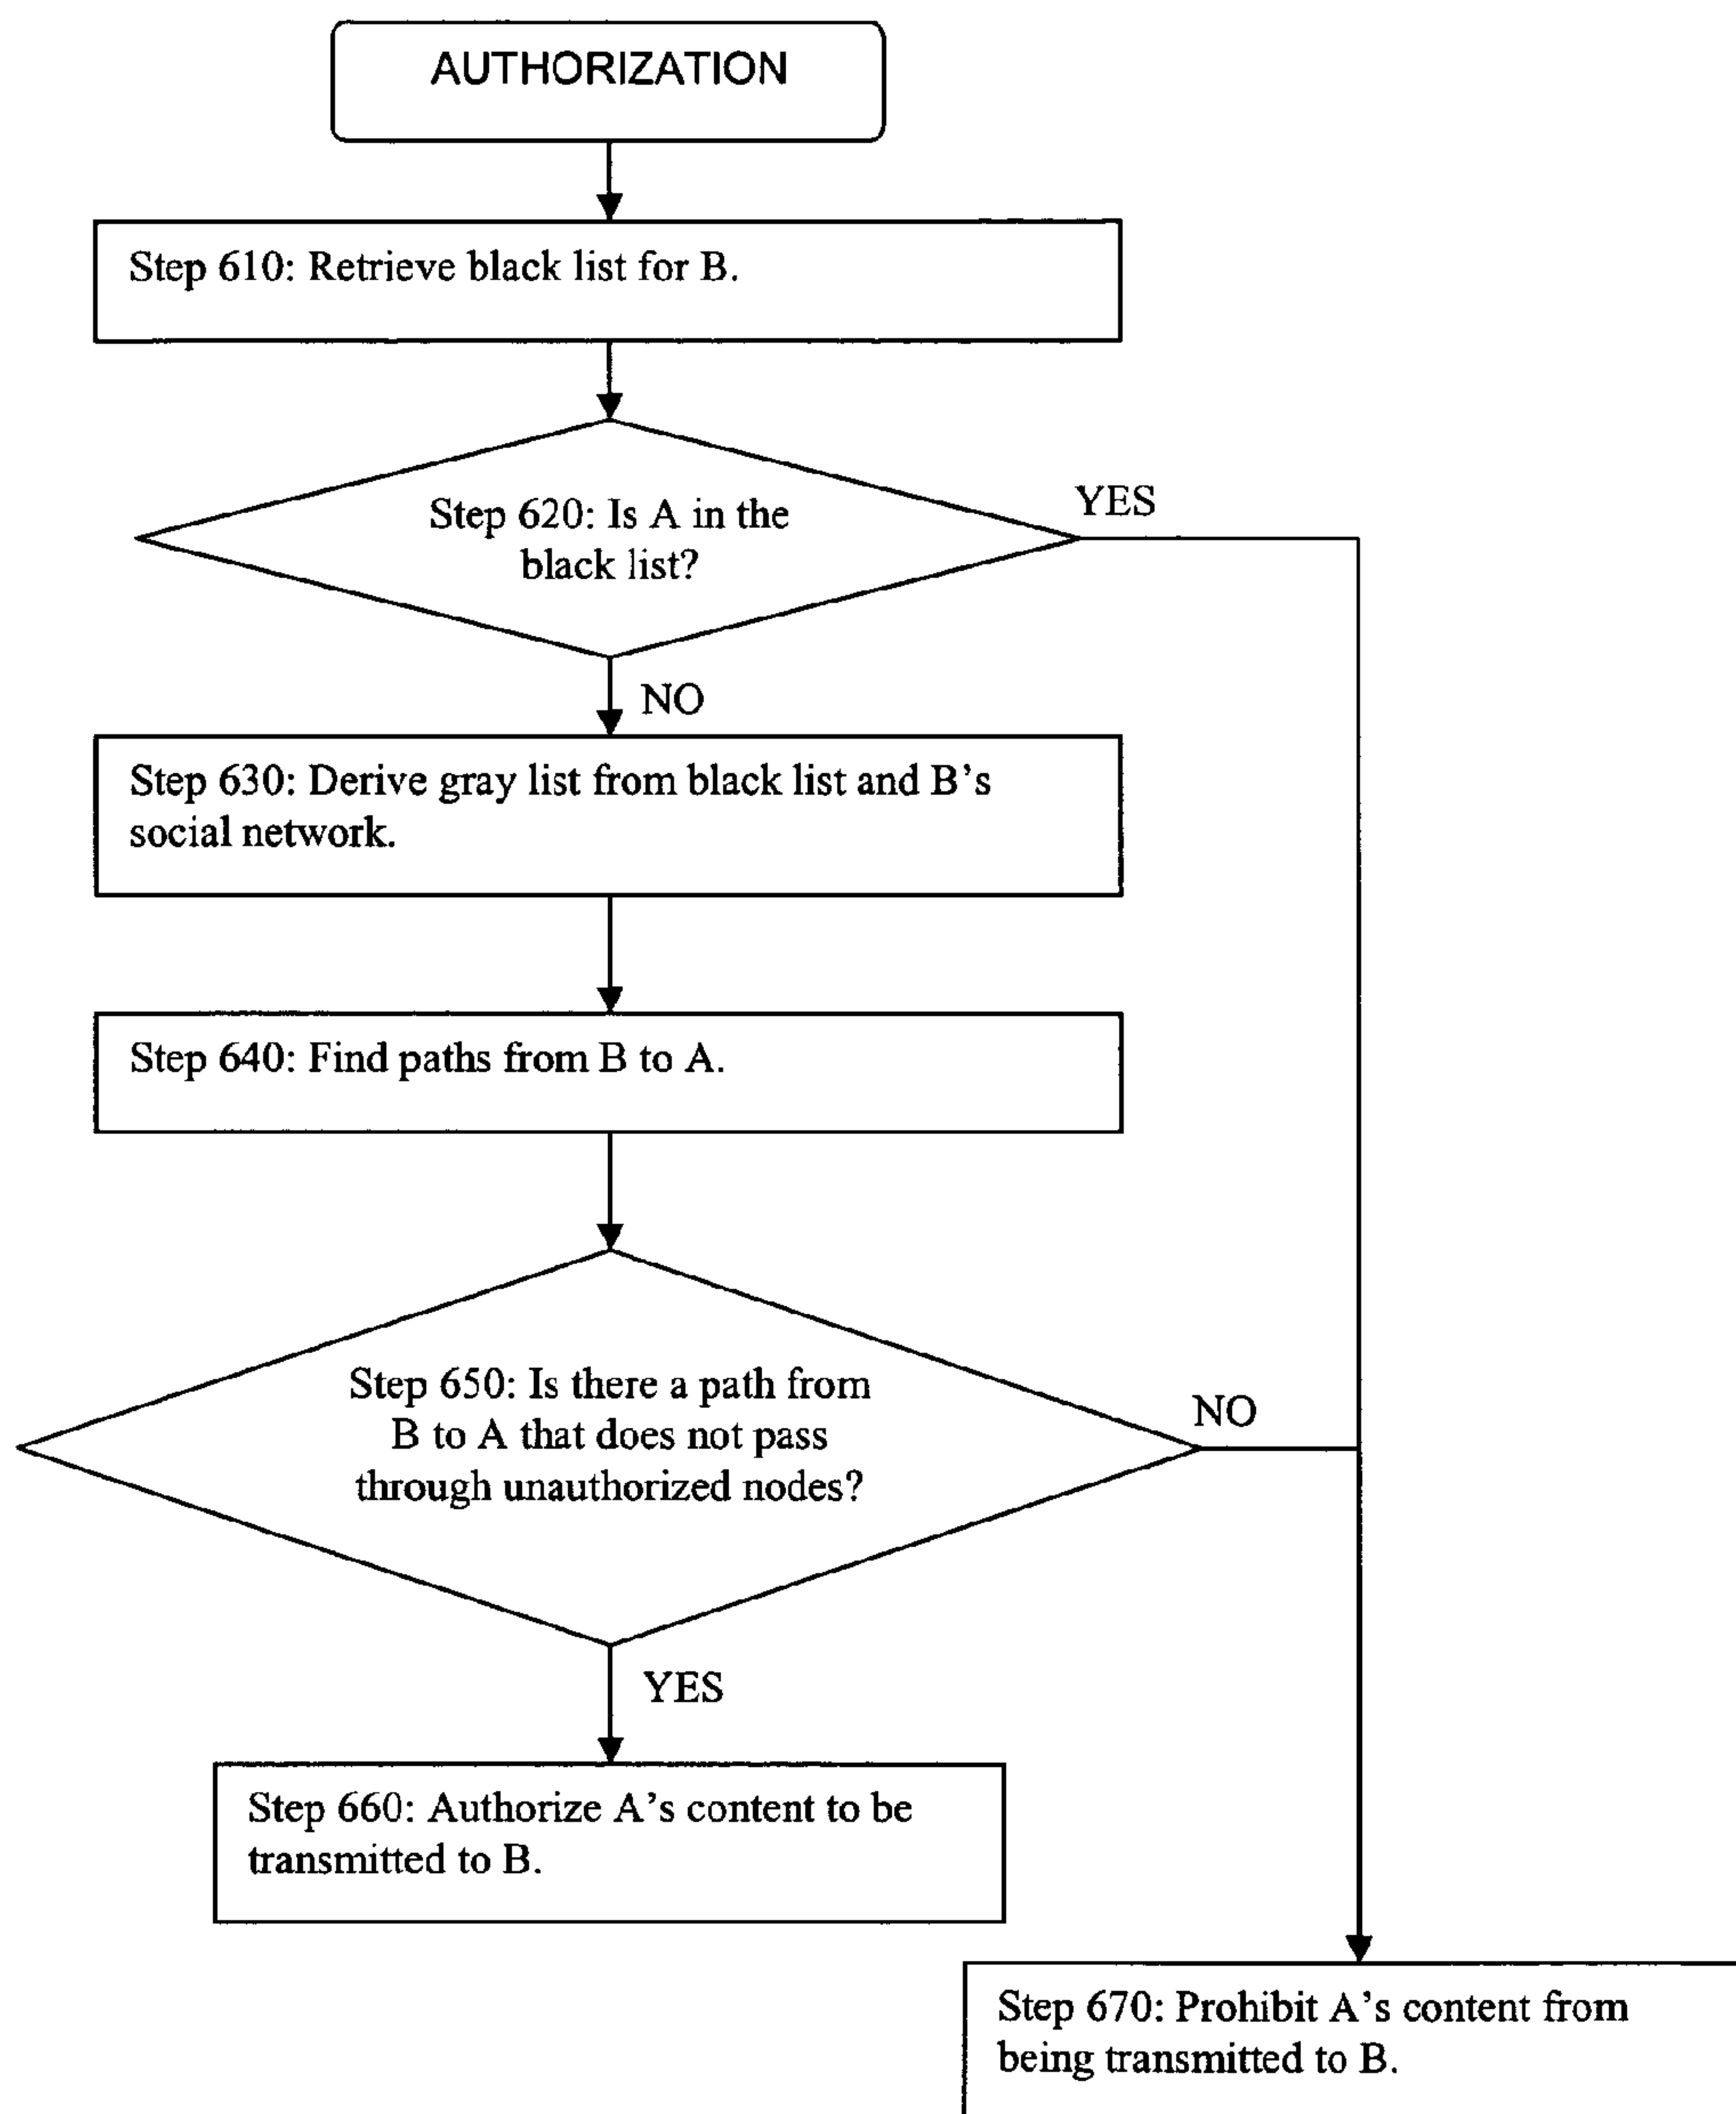 AUTHORIZATION
Step 610: Retrieve black list for B.
Step 620: Is A in the
black list?
YES
NO
Step 630: Derive gray list from black list and B's
social network.
Step 640: Find paths from B to A.
Step 650: Is there a path from
B to A that does not pass
through unauthorized nodes?
NO
YES
Step 660: Authorize A's content to be
transmitted to B.
Step 670: Prohibit A's content from
being transmitted to B.